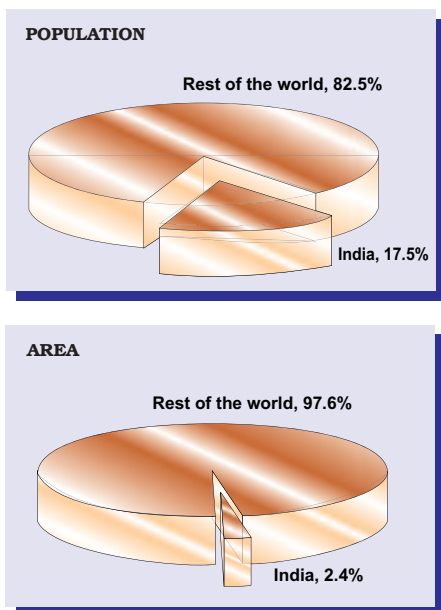 POPULATION
Rest of the world, 82.5%
India, 17.5%
AREA
Rest of the world, 97.6%
India, 2.4%